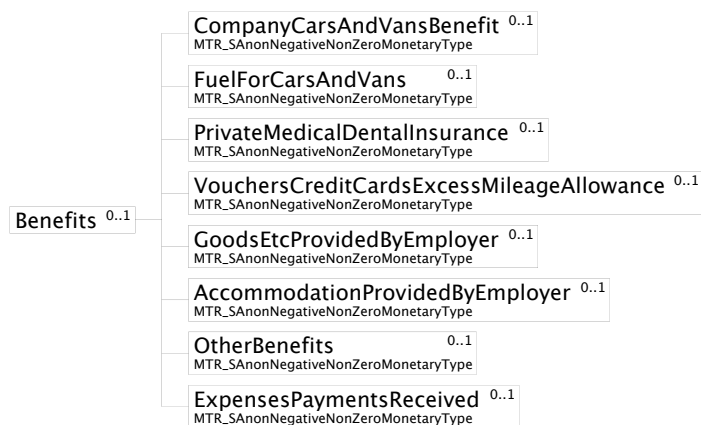 CompanyCarsAndVansBenefit 0..1
MTR_SAnonNegativeNonZeroMonetaryType
FuelForCarsAndVans 0..1
MTR_SAnonNegativeNonZeroMonetaryType
PrivateMedicalDentalInsurance 0..1
MTR_SAnonNegativeNonZeroMonetaryType
VouchersCreditCardsExcessMileageAllowance 0..1
MTR_SAnonNegativeNonZeroMonetaryType
Benefits 0..1
GoodsEtcProvidedByEmployer 0..1
MTR_SAnonNegativeNonZeroMonetaryType
AccommodationProvidedByEmployer 0..1
MTR_SAnonNegativeNonZeroMonetaryType
OtherBenefits 0..1
MTR_SAnonNegativeNonZeroMonetaryType
ExpensesPaymentsReceived 0..1
MTR_SAnonNegativeNonZeroMonetaryType